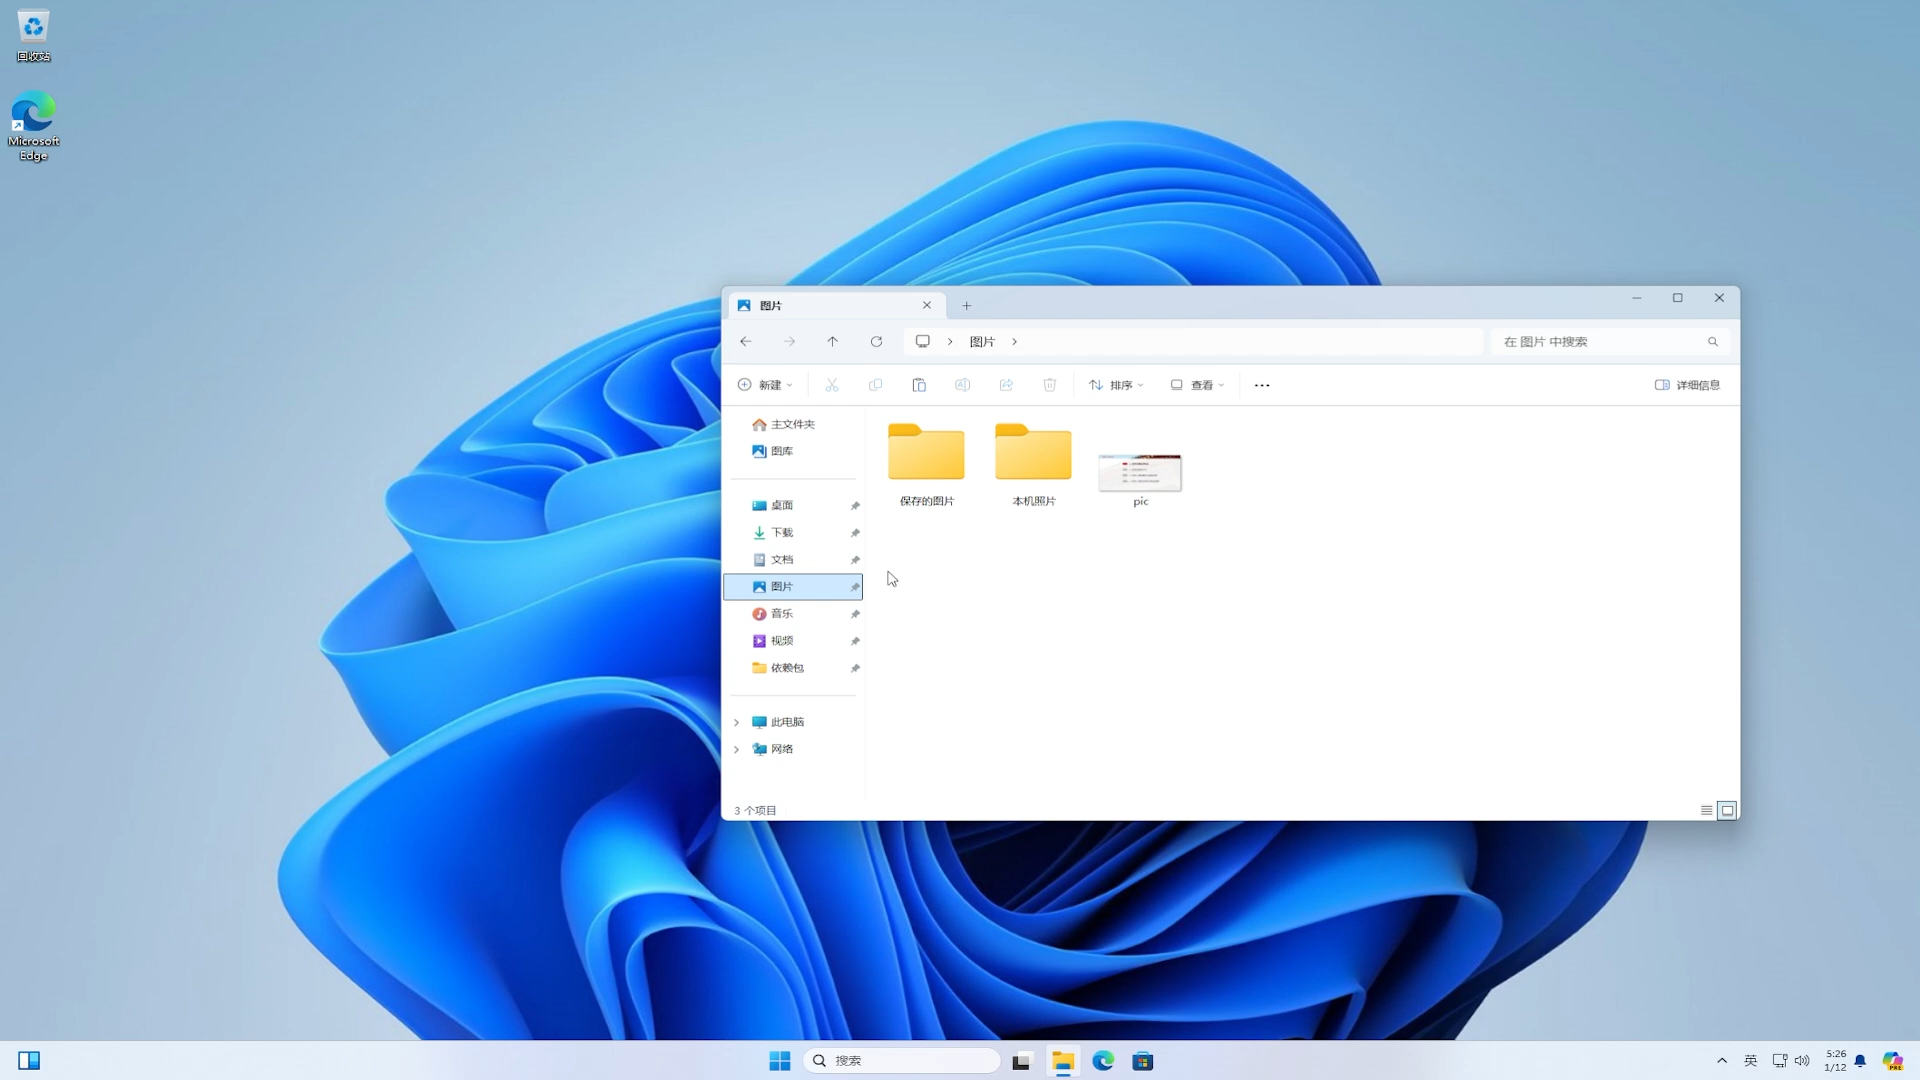 回收站
Microsoft
Edge
图片
图片
在 图片 中搜索
新建
排序
查看
详细信息
主文件夹
图库
桌面
下载
文档
图片
音乐
视频
依赖包
此电脑
网络
保存的图片
本机照片
pic
3 个项目
搜索
英
5:26
1/12
PRE